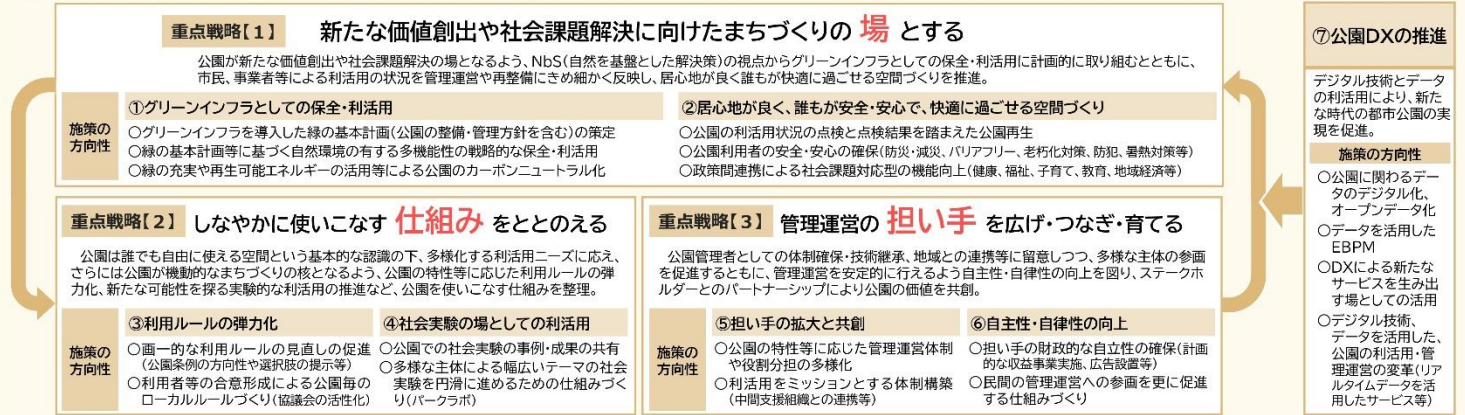 重点戦略【1】 新たな価値創出や社会課題解決に向けたまちづくりの 場 とする
公園が新たな価値創出や社会課題解決の場となるよう、NbS(自然を基盤とした解決策)の視点からグリーンインフラとしての保全・利活用に計画的に取り組むとともに、
市民、事業者等による利活用の状況を管理運営や再整備にきめ細かく反映し、居心地が良く誰もが快適に過ごせる空間づくりを推進。
施策の
方向性
①グリーンインフラとしての保全・利活用
○グリーンインフラを導入した緑の基本計画(公園の整備・管理方針を含む)の策定
○緑の基本計画等に基づく自然環境の有する多機能性の戦略的な保全・利活用
○緑の充実や再生可能エネルギーの活用等による公園のカーボンニュートラル化
②居心地が良く、誰もが安全・安心で、快適に過ごせる空間づくり
○公園の利活用状況の点検と点検結果を踏まえた公園再生
○公園利用者の安全・安心の確保(防災・減災、バリアフリー、老朽化対策、防犯、暑熱対策等)
○政策間連携による社会課題対応型の機能向上(健康、福祉、子育て、教育、地域経済等)
重点戦略【2】 しなやかに使いこなす 仕組み をととのえる
公園は誰でも自由に使える空間という基本的な認識の下、多様化する利活用ニーズに応え、
さらには公園が機動的なまちづくりの核となるよう、公園の特性等に応じた利用ルールの弾
力化、新たな可能性を探る実験的な利活用の推進など、公園を使いこなす仕組みを整理。
施策の
方向性
③利用ルールの弾力化
○画一的な利用ルールの見直しの促進
(公園条例の方向性や選択肢の提示等)
○利用者等の合意形成による公園毎の
ローカルルールづくり(協議会の活性化)
④社会実験の場としての利活用
○公園での社会実験の事例・成果の共有
○多様な主体による幅広いテーマの社会
実験を円滑に進めるための仕組みづく
り(パークラボ)
重点戦略【3】 管理運営の 担い手 を広げ・つなぎ・育てる
公園管理者としての体制確保・技術継承、地域との連携等に留意しつつ、多様な主体の参画
を促進するともに、管理運営を安定的に行えるよう自主性・自律性の向上を図り、ステークホ
ルダーとのパートナーシップにより公園の価値を共創。
施策の
方向性
⑤担い手の拡大と共創
○公園の特性等に応じた管理運営体制
や役割分担の多様化
○利活用をミッションとする体制構築
(中間支援組織との連携等)
⑥自主性・自律性の向上
○担い手の財政的な自立性の確保(計画
的な収益事業実施、広告設置等)
○民間の管理運営への参画を更に促進
する仕組みづくり
⑦公園DXの推進
デジタル技術とデータ
の利活用により、新た
な時代の都市公園の実
現を促進。
施策の方向性
○公園に関わるデー
タのデジタル化、
オープンデータ化
○データを活用した
EBPM
○DXによる新たな
サービスを生み出
す場としての活用
○デジタル技術、
データを活用した、
公園の利活用・管
理運営の変革(リア
ルタイムデータを活
用したサービス等)